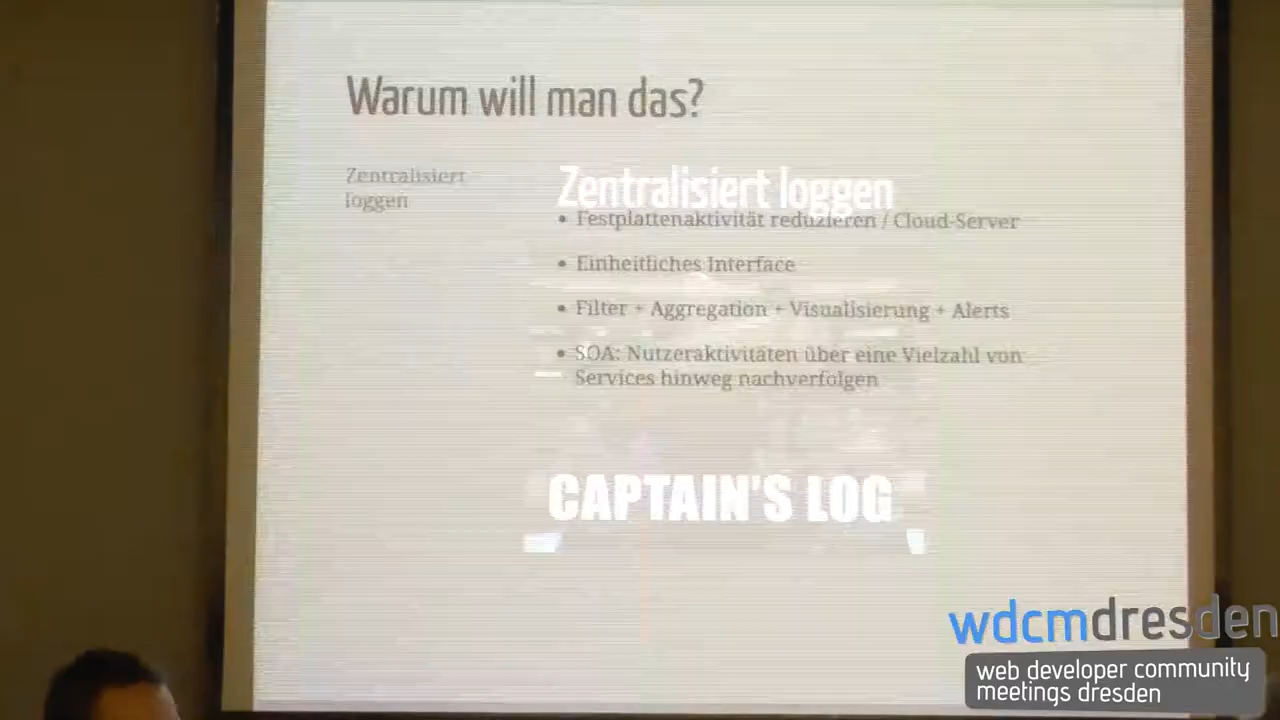 Warum will man das?
Zentralisiert
loggen
Zentralisiert loggen
• Festplattenaktivität reduzieren / Cloud-Server
• Einheitliches Interface
• Filter + Aggregation + Visualisierung + Alerts
• SOA: Nutzeraktivitäten über eine Vielzahl von
Services hinweg nachverfolgen
CAPTAIN'S LOG
wdcmdresden
web developer community
meetings dresden